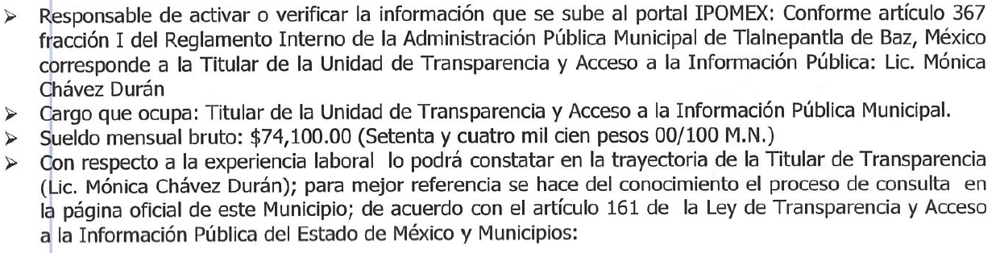 ➢ Responsable de activar o verificar la información que se sube al portal IPOMEX: Conforme artículo 367
fracción I del Reglamento Interno de la Administración Pública Municipal de Tlalnepantla de Baz, México
corresponde a la Titular de la Unidad de Transparencia y Acceso a la Información Pública: Lic. Mónica
Chávez Durán
➢ Cargo que ocupa: Titular de la Unidad de Transparencia y Acceso a la Información Pública Municipal.
➢ Sueldo mensual bruto: $74,100.00 (Setenta y cuatro mil cien pesos 00/100 M.N.)
➢ Con respecto a la experiencia laboral lo podrá constatar en la trayectoria de la Titular de Transparencia
(Lic. Mónica Chávez Durán); para mejor referencia se hace del conocimiento el proceso de consulta en
la página oficial de este Municipio; de acuerdo con el artículo 161 de la Ley de Transparencia y Acceso
a la Información Pública del Estado de México y Municipios: